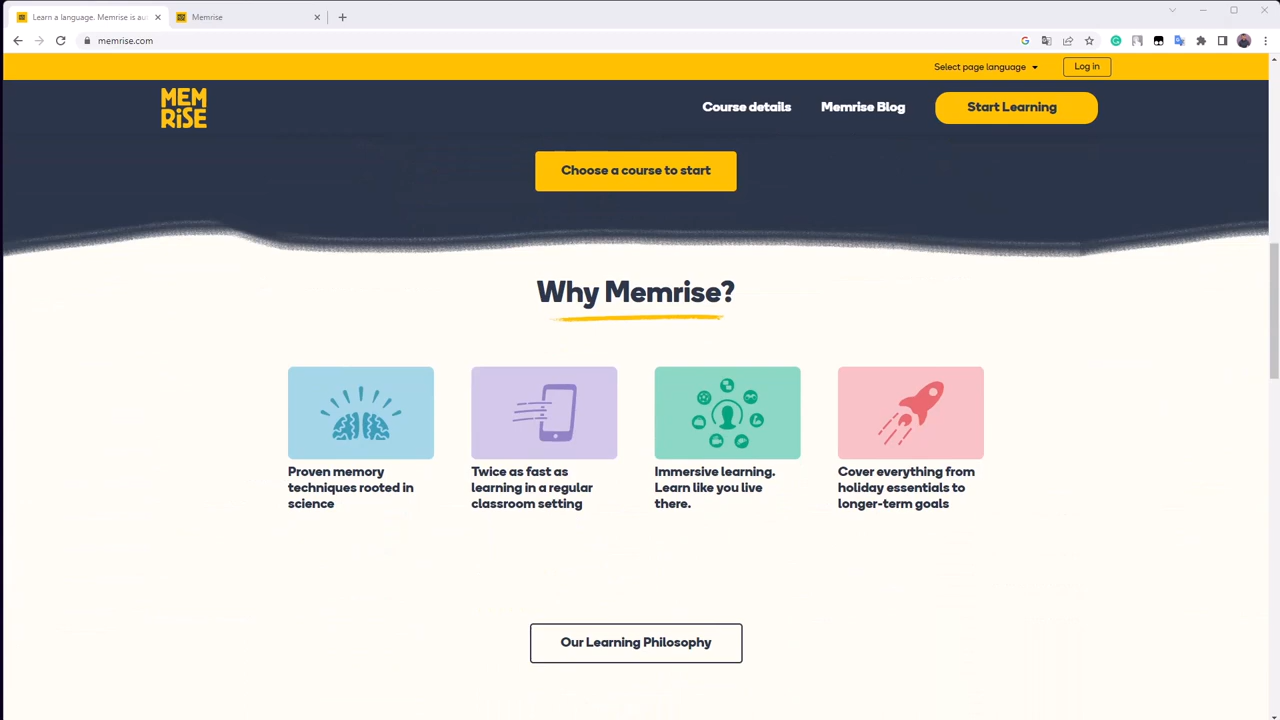 Learn a language. Memrise is au
Memrise
memrise.com
Select page language
Log in
MEM
RiSE
Course details
Memrise Blog
Start Learning
Choose a course to start
Why Memrise?
Proven memory
techniques rooted in
science
Twice as fast as
learning in a regular
classroom setting
Immersive learning.
Learn like you live
there.
Cover everything from
holiday essentials to
longer-term goals
Our Learning Philosophy